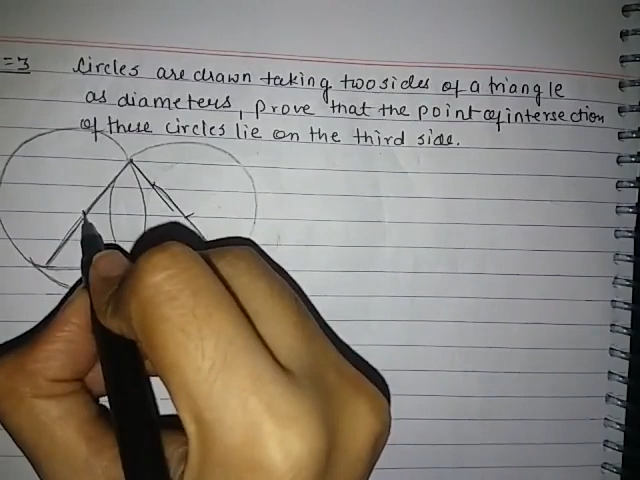 =3 Circles are drawn taking two sides of a triangle
as diameters, prove that the point of intersection
of these circles lie on the third side.